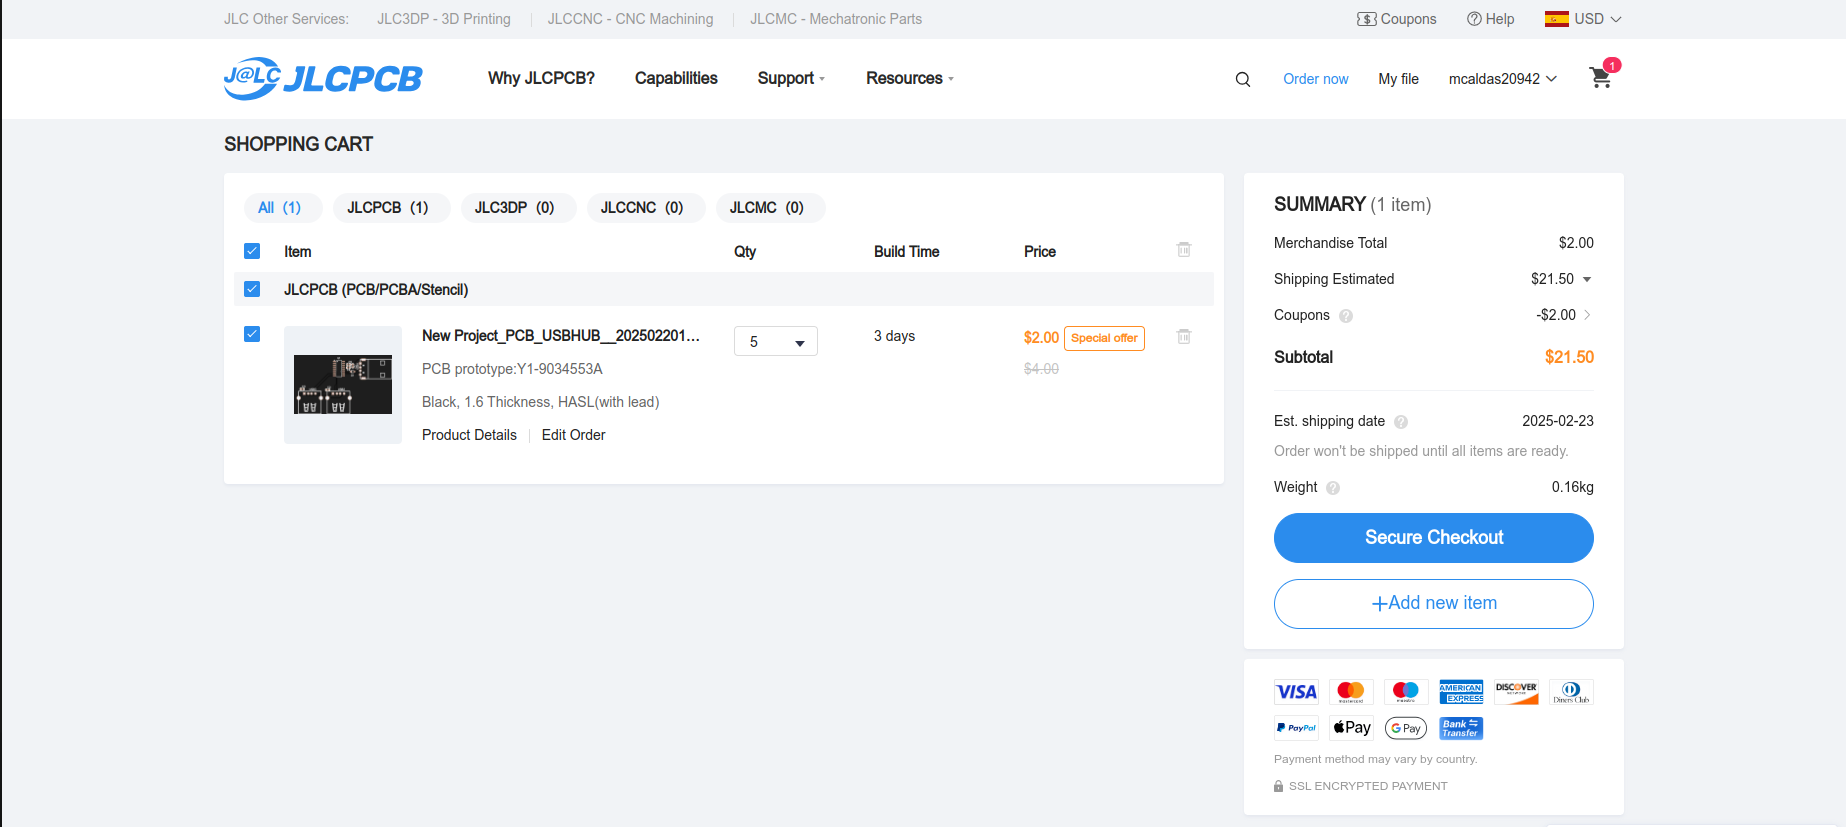 JLC Other Services: JLC3DP - 3D Printing JLCCNC - CNC Machining JLCMC - Mechatronic Parts Coupons Help USD
J@LC JLCPCB Why JLCPCB? Capabilities Support Resources Order now My file mcaldas20942 1
SHOPPING CART
All (1) JLCPCB (1) JLC3DP (0) JLCCNC (0) JLCMC (0)
Item Qty Build Time Price
JLCPCB (PCB/PCBA/Stencil)
New Project_PCB_USBHUB__202502201... 5 3 days $2.00 Special offer
PCB prototype:Y1-9034553A $4.00
Black, 1.6 Thickness, HASL(with lead)
Product Details Edit Order
SUMMARY (1 item)
Merchandise Total $2.00
Shipping Estimated $21.50
Coupons ? -$2.00
Subtotal $21.50
Est. shipping date ? 2025-02-23
Order won't be shipped until all items are ready.
Weight ? 0.16kg
Secure Checkout
+Add new item
VISA mastercard maestro AMERICAN EXPRESS DISCOVER NETWORK Diners Club
PayPal Pay G Pay Bank Transfer
Payment method may vary by country.
SSL ENCRYPTED PAYMENT